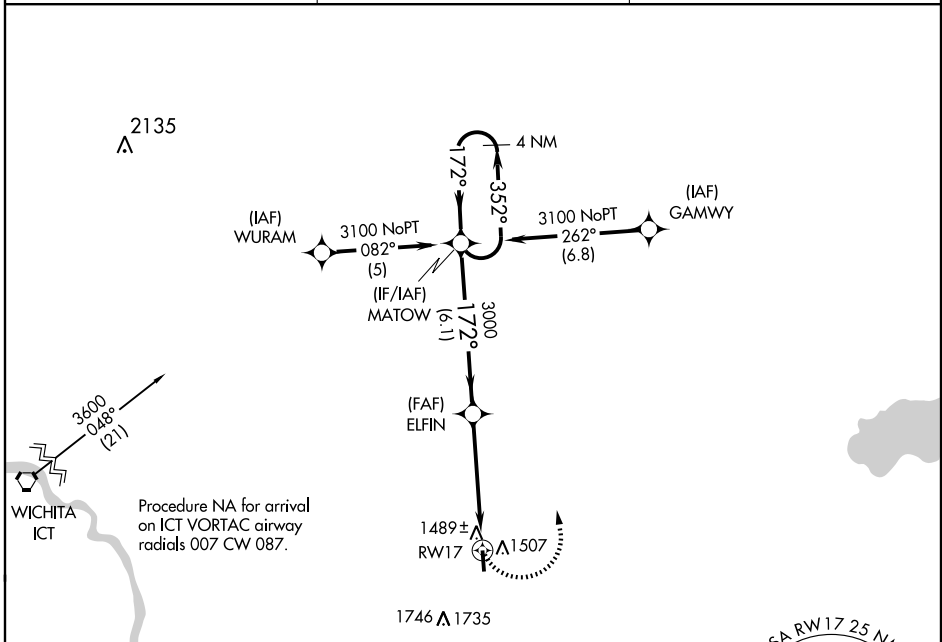 2135
4 NM
172°
352°
(IAF)
WURAM
3100 NoPT
082°
(5)
3100 NoPT
262°
(6.8)
(IAF)
GAMWY
(IF/IAF)
MATOW
3000
172°
(6.1)
(FAF)
ELFIN
3600
048°
(21)
WICHITA
ICT
Procedure NA for arrival
on ICT VORTAC airway
radials 007 CW 087.
1489±
RW17
1507
1746 1735
SA RW17 25 N